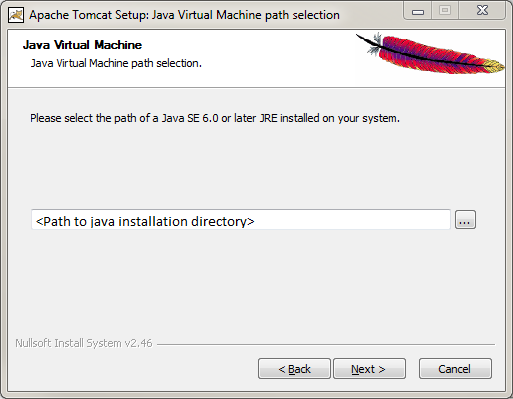 Apache Tomcat Setup: Java Virtual Machine path selection
Java Virtual Machine
Java Virtual Machine path selection.
Please select the path of a Java SE 6.0 or later JRE installed on your system.
<Path to java installation directory>
...
Nullsoft Install System v2.46
< Back
Next >
Cancel